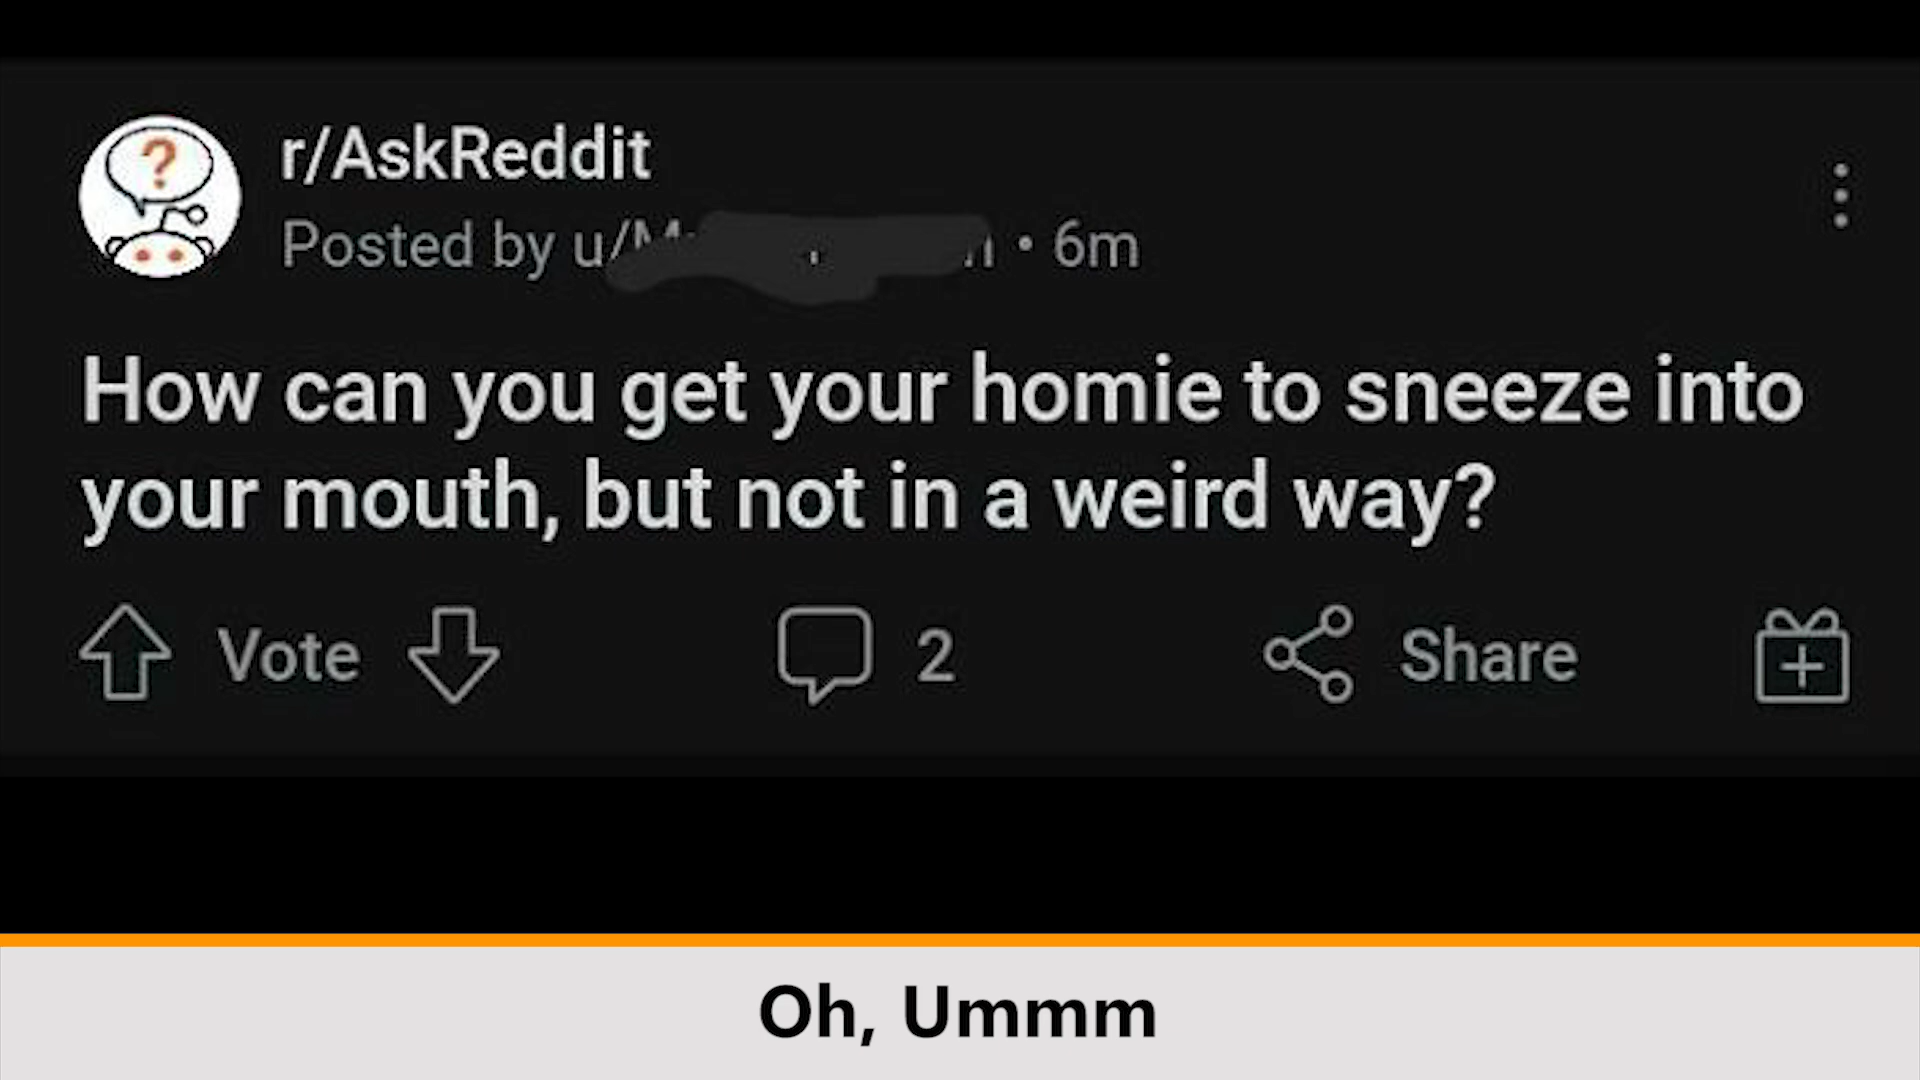 r/AskReddit
Posted by u/M • 6m
How can you get your homie to sneeze into
your mouth, but not in a weird way?
Vote 2 Share
Oh, Ummm